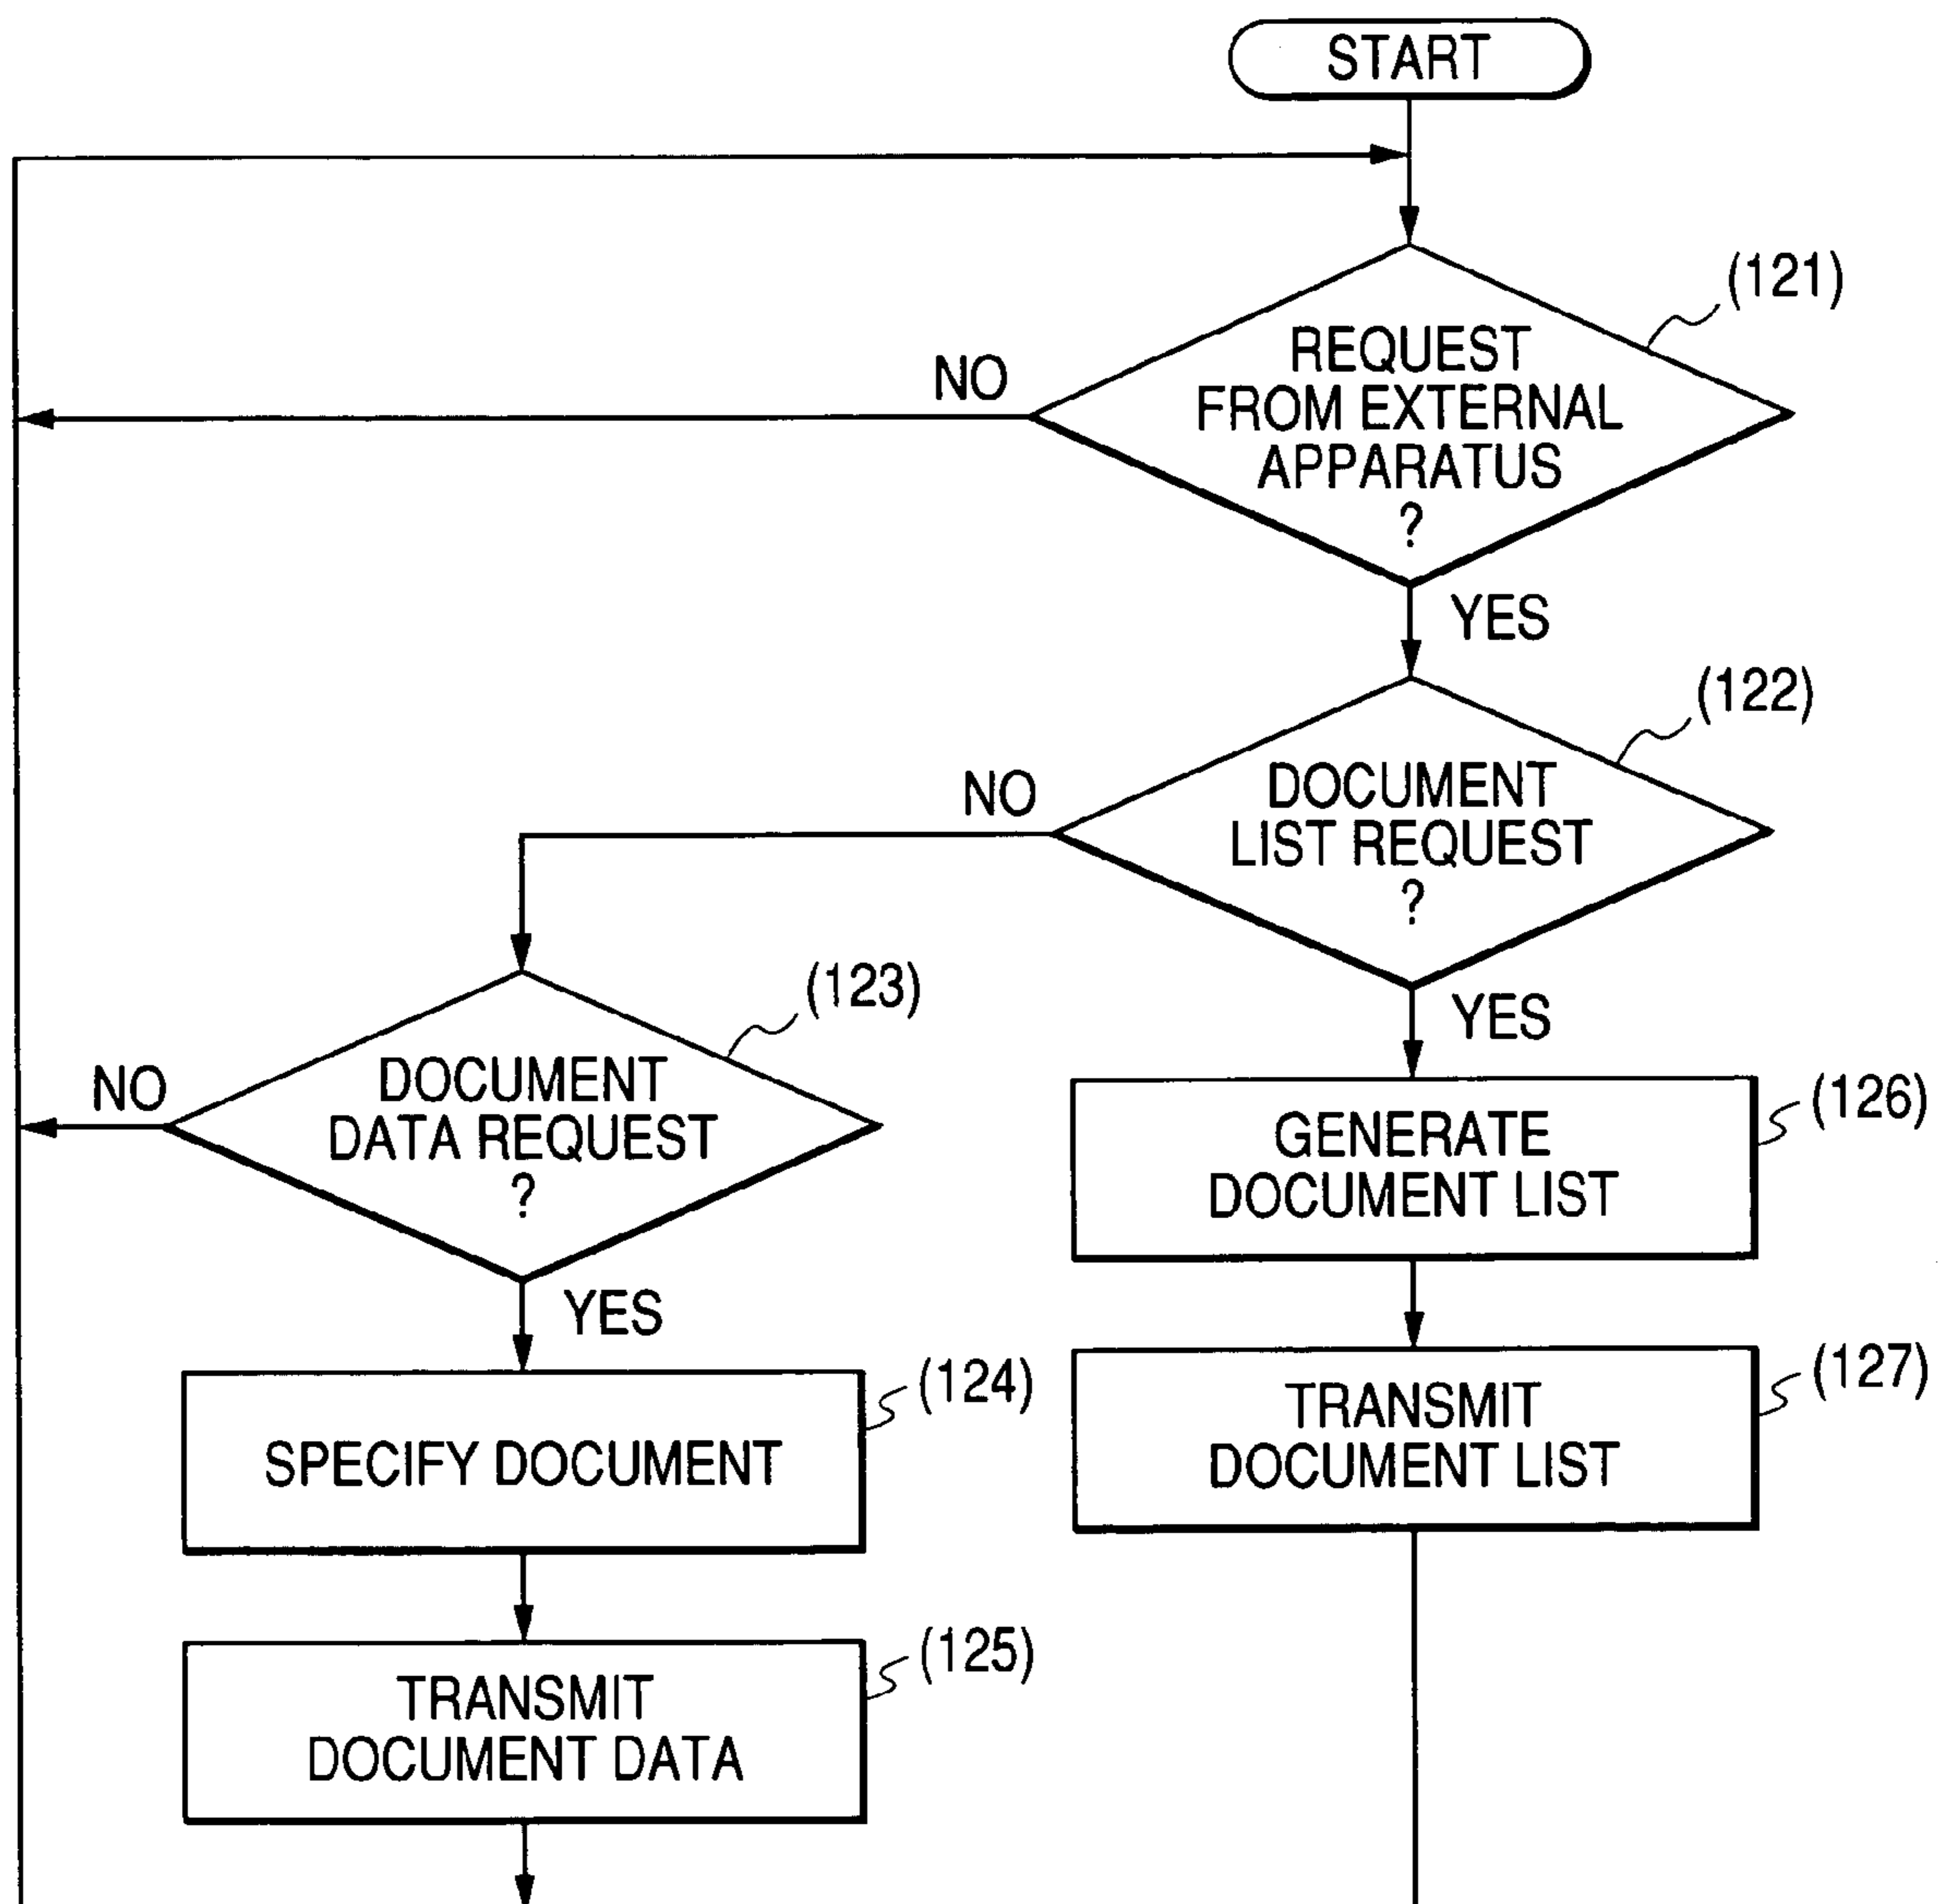 START
(121)
REQUEST
FROM EXTERNAL
APPARATUS
?
NO
YES
(122)
DOCUMENT
LIST REQUEST
?
NO
YES
(123)
DOCUMENT
DATA REQUEST
?
NO
YES
(126)
GENERATE
DOCUMENT LIST
(127)
TRANSMIT
DOCUMENT LIST
(124)
SPECIFY DOCUMENT
(125)
TRANSMIT
DOCUMENT DATA